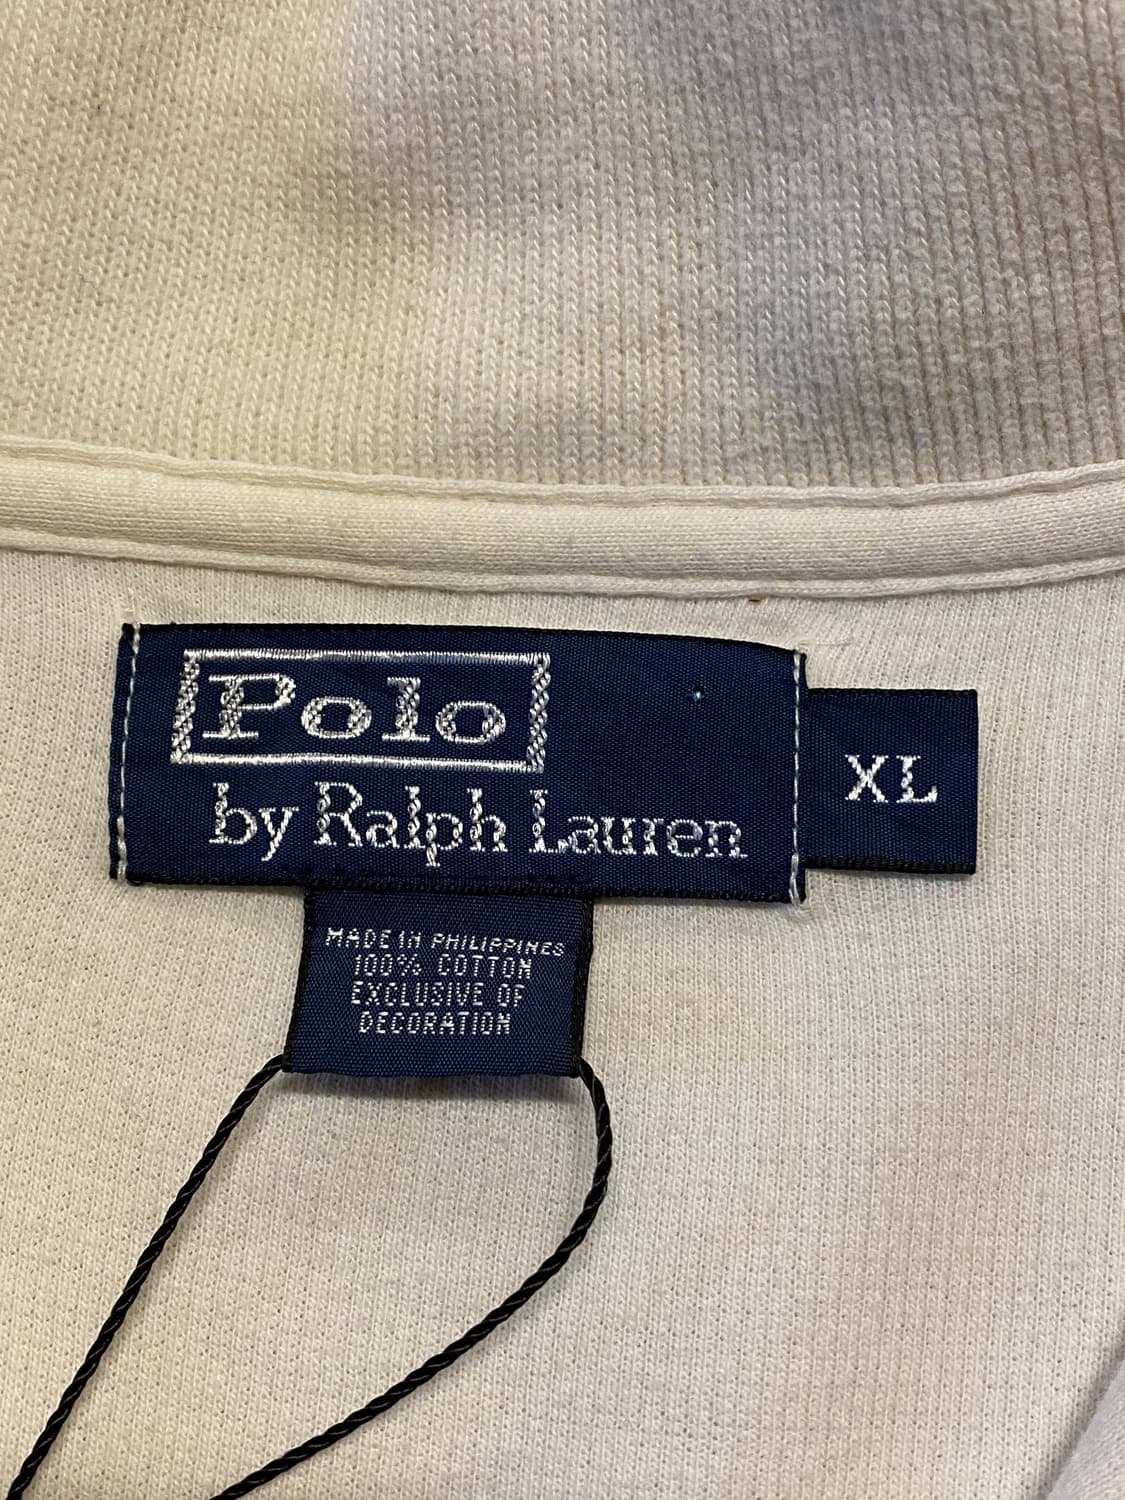 Polo
by Ralph Lauren
XL
MADE IN PHILIPPINES
100% COTTON
EXCLUSIVE OF
DECORATION